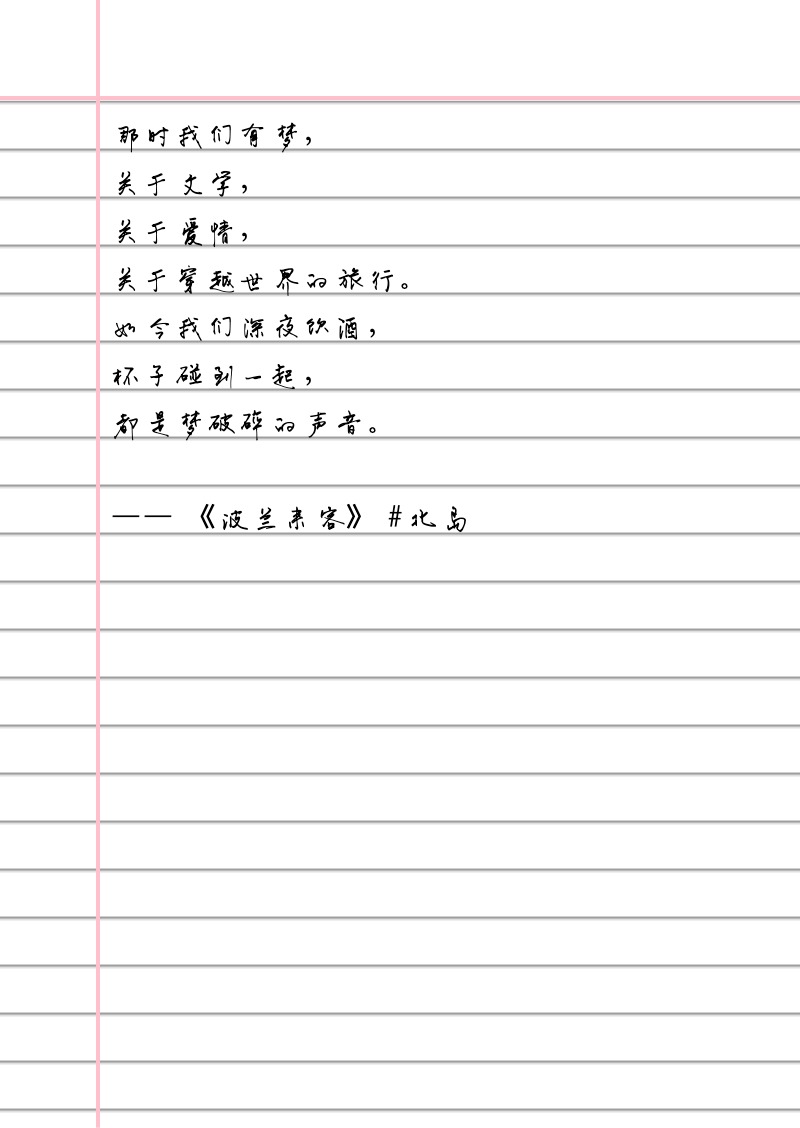 那时我们有梦，
关于文学，
关于爱情，
关于穿越世界的旅行。
如今我们深夜饮酒，
杯子碰到一起，
都是梦破碎的声音。
—— 《波兰来客》 #北岛